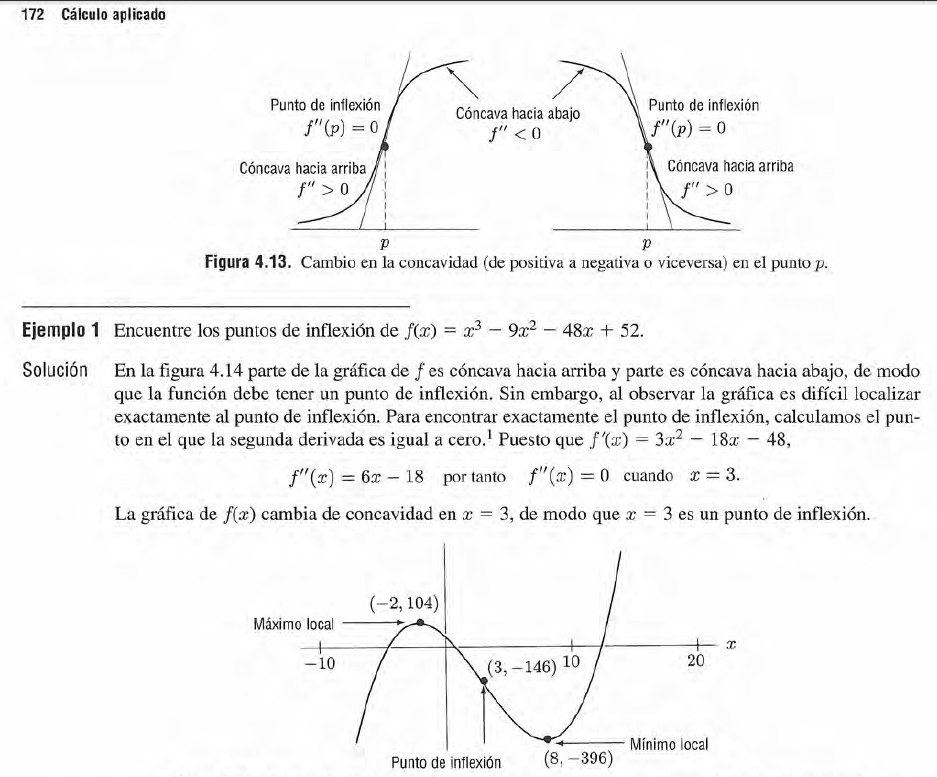 172 Cálculo aplicado
Punto de inflexión
f''(p) = 0
Cóncava hacia arriba
f'' > 0
Cóncava hacia abajo
f'' < 0
Punto de inflexión
f''(p) = 0
Cóncava hacia arriba
f'' > 0
p
p
Figura 4.13. Cambio en la concavidad (de positiva a negativa o viceversa) en el punto p.
Ejemplo 1 Encuentre los puntos de inflexión de f(x) = x³ − 9x² − 48x + 52.
Solución En la figura 4.14 parte de la gráfica de f es cóncava hacia arriba y parte es cóncava hacia abajo, de modo
que la función debe tener un punto de inflexión. Sin embargo, al observar la gráfica es difícil localizar
exactamente al punto de inflexión. Para encontrar exactamente el punto de inflexión, calculamos el pun-
to en el que la segunda derivada es igual a cero.¹ Puesto que f'(x) = 3x² − 18x − 48,
f''(x) = 6x − 18 por tanto f''(x) = 0 cuando x = 3.
La gráfica de f(x) cambia de concavidad en x = 3, de modo que x = 3 es un punto de inflexión.
(−2, 104)
Máximo local
−10
(3, −146)
10
20
x
Mínimo local
Punto de inflexión
(8, −396)